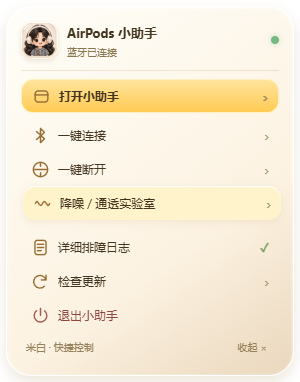 AirPods 小助手
蓝牙已连接
打开小助手 ›
一键连接 ›
一键断开 ›
降噪 / 通透实验室 ›
详细排障日志 ✓
检查更新 ›
退出小助手
米白 · 快捷控制 收起 ×